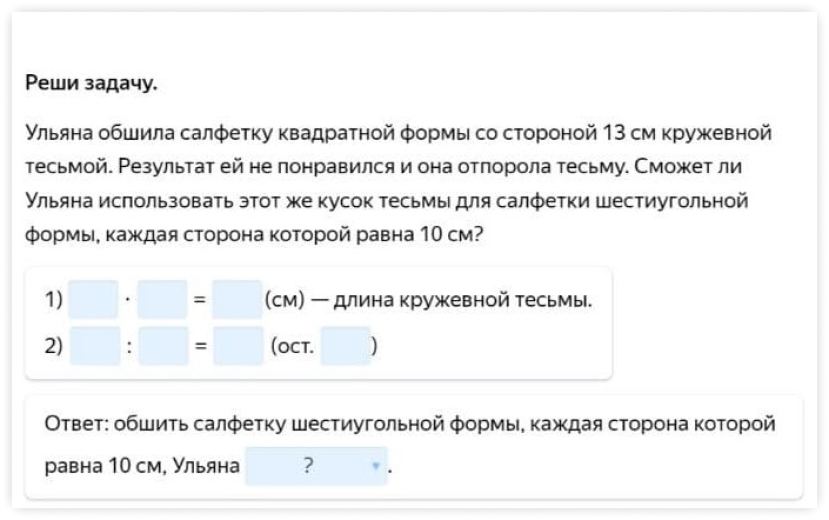 Реши задачу.
Ульяна обшила салфетку квадратной формы со стороной 13 см кружевной
тесьмой. Результат ей не понравился и она отпорола тесьму. Сможет ли
Ульяна использовать этот же кусок тесьмы для салфетки шестиугольной
формы, каждая сторона которой равна 10 см?
1) · = (см) — длина кружевной тесьмы.
2) : = (ост. )
Ответ: обшить салфетку шестиугольной формы, каждая сторона которой
равна 10 см, Ульяна ? .